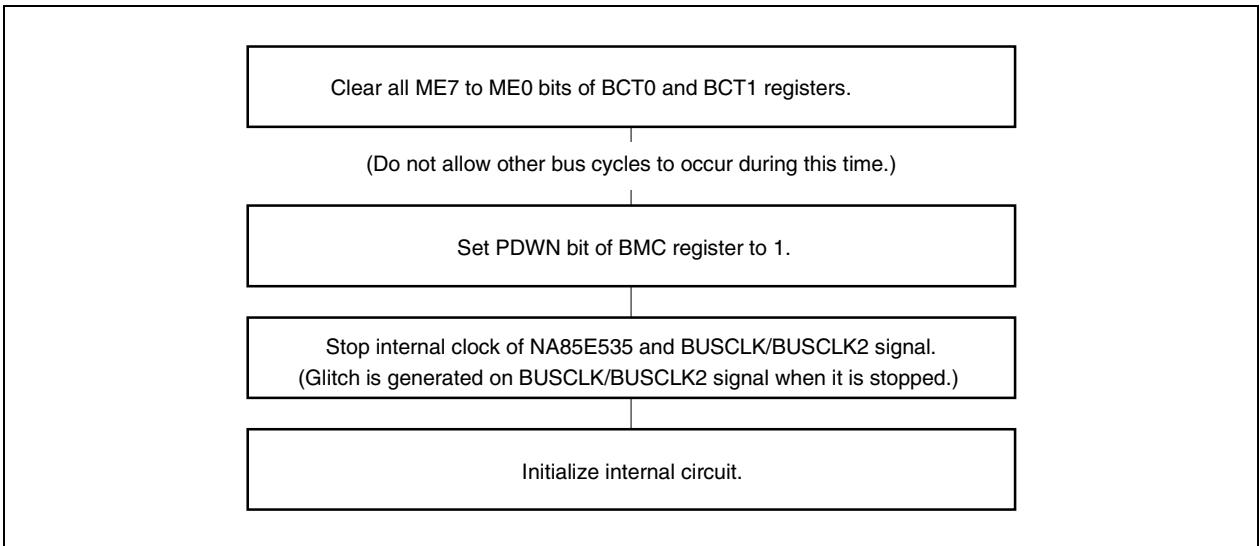 Clear all ME7 to ME0 bits of BCT0 and BCT1 registers.
(Do not allow other bus cycles to occur during this time.)
Set PDWN bit of BMC register to 1.
Stop internal clock of NA85E535 and BUSCLK/BUSCLK2 signal.
(Glitch is generated on BUSCLK/BUSCLK2 signal when it is stopped.)
Initialize internal circuit.